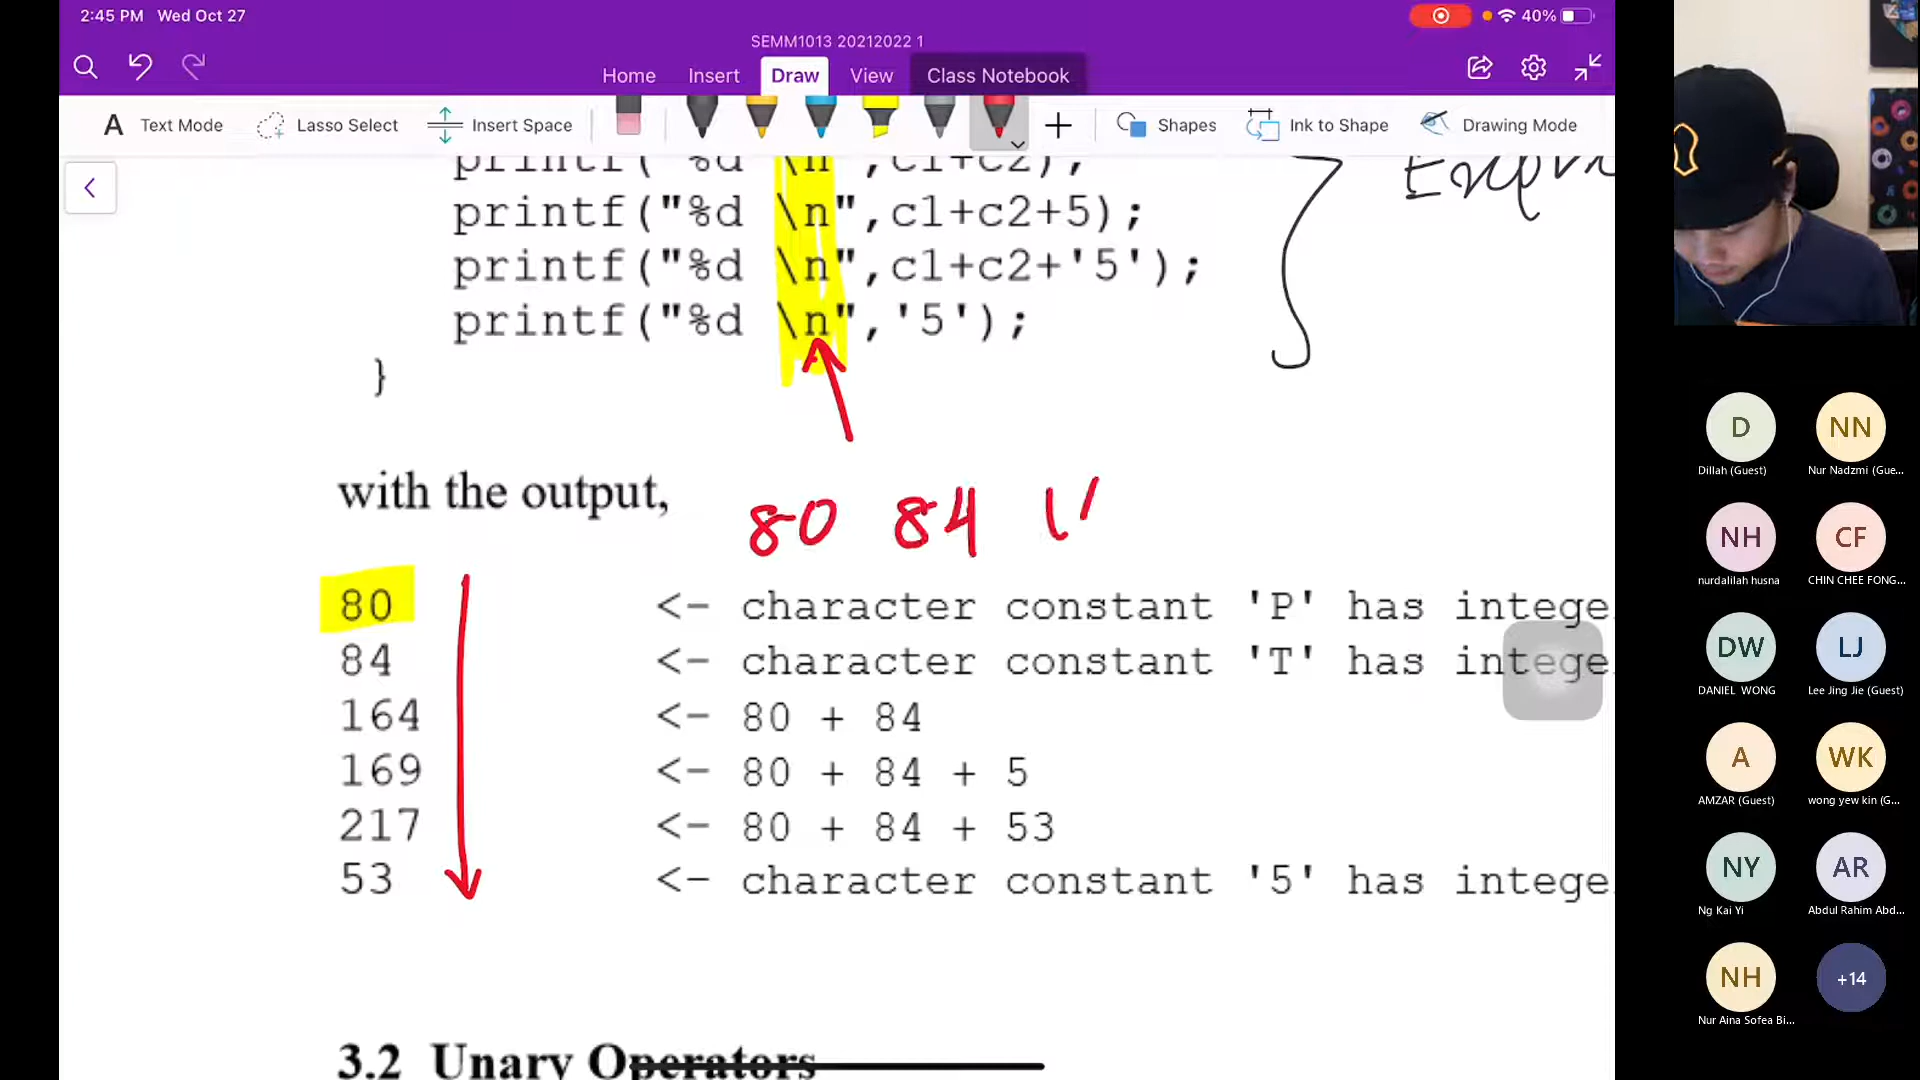 2:45 PM Wed Oct 27
40%
SEMM1013 20212022 1
Home Insert Draw View Class Notebook
A Text Mode Lasso Select Insert Space Shapes Ink to Shape Drawing Mode
printf("%d \n",c1+c2);
printf("%d \n",c1+c2+5);
printf("%d \n",c1+c2+'5');
printf("%d \n",'5');
}
with the output,
80 84
80 <- character constant 'P' has intege
84 <- character constant 'T' has intege
164 <- 80 + 84
169 <- 80 + 84 + 5
217 <- 80 + 84 + 53
53 <- character constant '5' has intege
3.2 Unary Operators
D
Dillah (Guest)
NN
Nur Nadzmi (Gue...
NH
nurdalilah husna
CF
CHIN CHEE FONG...
DW
DANIEL WONG
LJ
Lee Jing Jie (Guest)
A
AMZAR (Guest)
WK
wong yew kin (G...
NY
Ng Kai Yi
AR
Abdul Rahim Abd...
NH
Nur Aina Sofea Bi...
+14